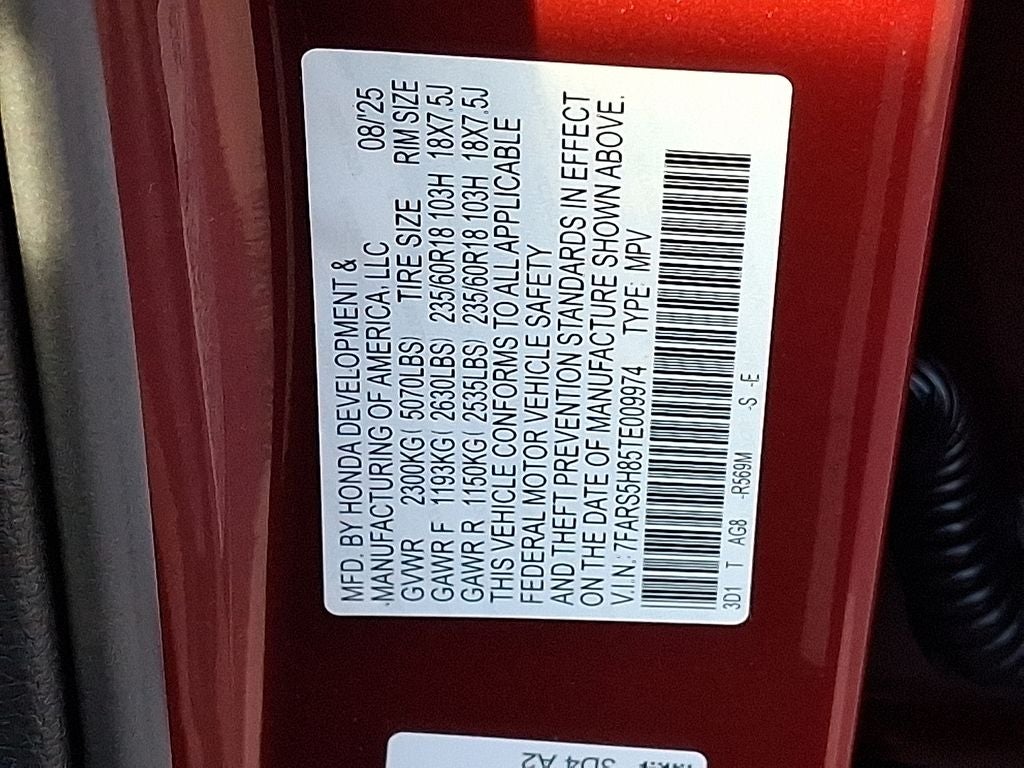 MFD. BY HONDA DEVELOPMENT &
MANUFACTURING OF AMERICA, LLC 08/'25
GVWR 2300KG( 5070LBS) TIRE SIZE RIM SIZE
GAWR F 1193KG( 2630LBS) 235/60R18 103H 18X7.5J
GAWR R 1150KG( 2535LBS) 235/60R18 103H 18X7.5J
THIS VEHICLE CONFORMS TO ALL APPLICABLE
FEDERAL MOTOR VEHICLE SAFETY
AND THEFT PREVENTION STANDARDS IN EFFECT
ON THE DATE OF MANUFACTURE SHOWN ABOVE.
V.I.N.: 7FARS5H85TE009974 TYPE: MPV
3D1 T AG8 -R569M -S -E
3D4 A2